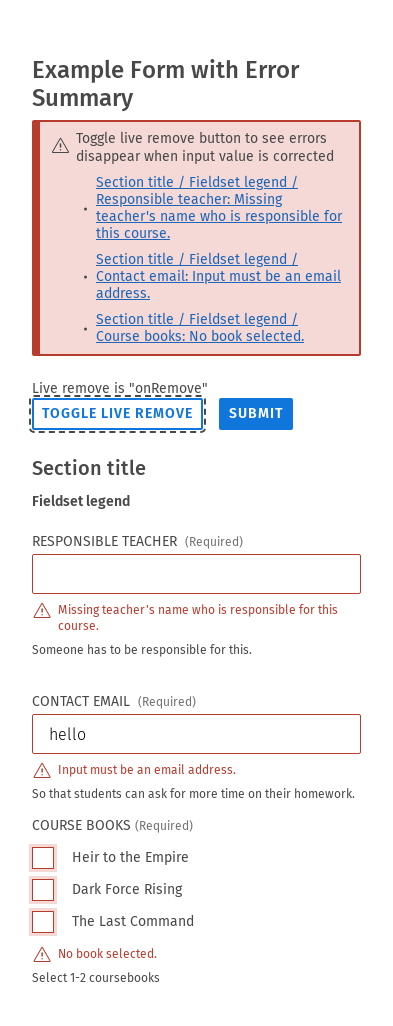 Example Form with Error
Summary
Toggle live remove button to see errors
disappear when input value is corrected
Section title / Fieldset legend /
Responsible teacher: Missing
teacher's name who is responsible for
this course.
Section title / Fieldset legend /
Contact email: Input must be an email
address.
Section title / Fieldset legend /
Course books: No book selected.
Live remove is "onRemove"
TOGGLE LIVE REMOVE SUBMIT
Section title
Fieldset legend
RESPONSIBLE TEACHER (Required)
Missing teacher's name who is responsible for this
course.
Someone has to be responsible for this.
CONTACT EMAIL (Required)
hello
Input must be an email address.
So that students can ask for more time on their homework.
COURSE BOOKS (Required)
Heir to the Empire
Dark Force Rising
The Last Command
No book selected.
Select 1-2 coursebooks